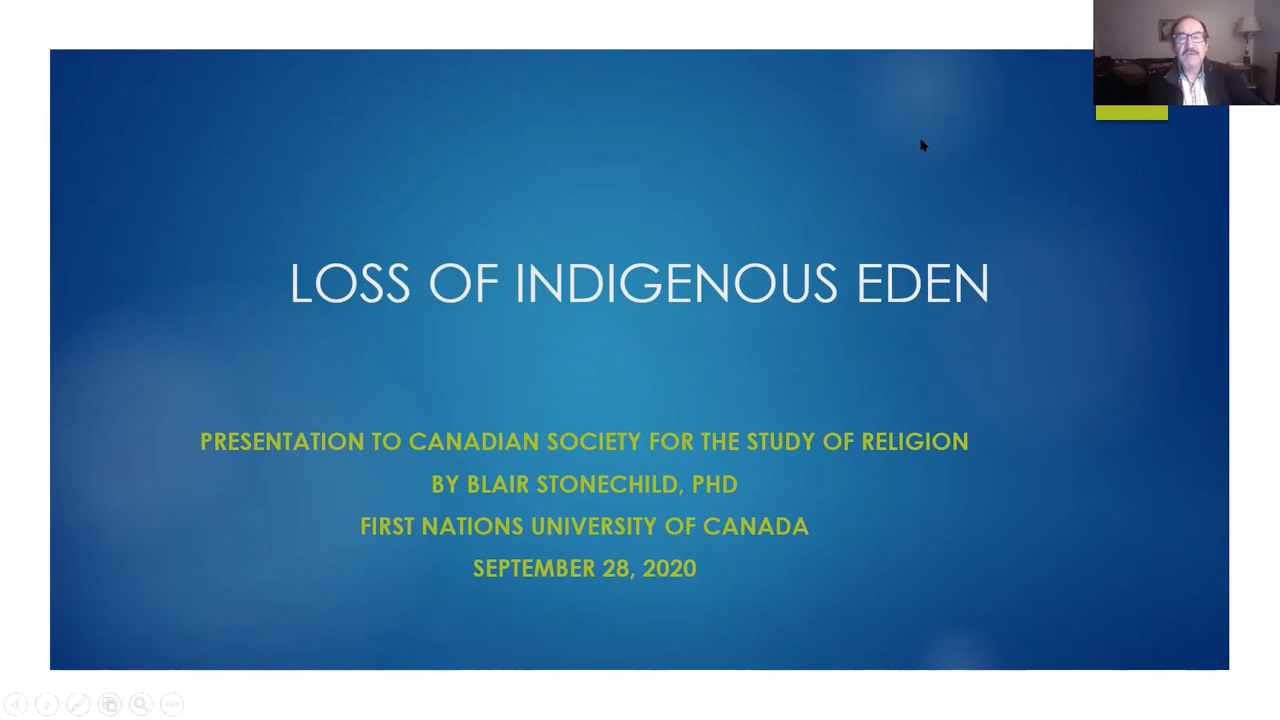 LOSS OF INDIGENOUS EDEN
PRESENTATION TO CANADIAN SOCIETY FOR THE STUDY OF RELIGION
BY BLAIR STONECHILD, PHD
FIRST NATIONS UNIVERSITY OF CANADA
SEPTEMBER 28, 2020